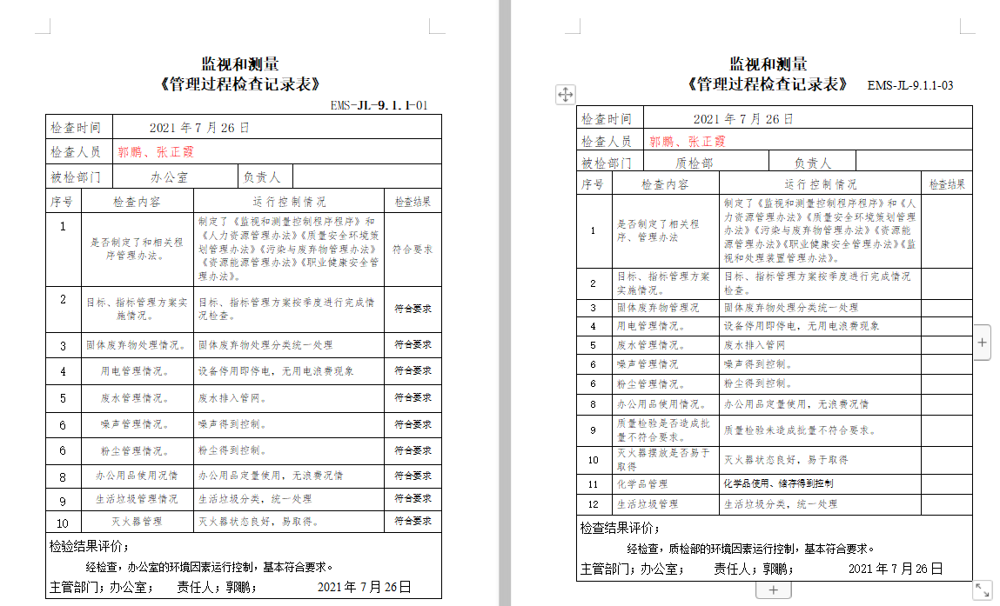 监视和测量
《管理过程检查记录表》
EMS-JL-9.1.1-01
检查时间 2021 年 7 月 26 日
检查人员 郭鹏、张正霞
被检部门 办公室 负责人
序号 检查内容 运行控制情况 检查结果
1 是否制定了和相关程序管理办法。 制定了《监视和测量控制程序程序》和
《人力资源管理办法》《质量安全环境策
划管理办法》《污染与废弃物管理办法》
《资源能源管理办法》《职业健康安全管
理办法》。 符合要求
2 目标、指标管理方案实施情况。 目标、指标管理方案按季度进行完成情
况检查。 符合要求
3 固体废弃物处理情况。 固体废弃物处理分类统一处理 符合要求
4 用电管理情况。 设备停用即停电，无用电浪费现象 符合要求
5 废水管理情况。 废水排入管网。 符合要求
6 噪声管理情况。 噪声得到控制。 符合要求
6 粉尘管理情况。 粉尘得到控制。 符合要求
8 办公用品使用况情 办公用品定量使用，无浪费况情 符合要求
9 生活垃圾管理情况 生活垃圾分类，统一处理 符合要求
10 灭火器管理 灭火器状态良好，易取得。 符合要求
检验结果评价；
经检查，办公室的环境因素运行控制，基本符合要求。
主管部门；办公室； 责任人；郭鹏； 2021 年 7 月 26 日
监视和测量
《管理过程检查记录表》 EMS-JL-9.1.1-03
检查时间 2021 年 7 月 26 日
检查人员 郭鹏、张正霞
被检部门 质检部 负责人
序号 检查内容 运行控制情况 检查结果
1 是否制定了相关程序、管理办法 制定了《监视和测量控制程序程序》和《人
力资源管理办法》《质量安全环境策划管理
办法》《污染与废弃物管理办法》《资源能
源管理办法》《职业健康安全管理办法》《监
视和处理装置管理办法》。
2 目标、指标管理方案实施情况。 目标、指标管理方案按季度进行完成情况
检查。
3 固体废弃物管理况 固体废弃物处理分类统一处理
4 用电管理情况。 设备停用即停电，无用电浪费现象
5 废水管理情况。 废水排入管网
6 噪声管理情况 噪声得到控制。
6 粉尘管理情况。 粉尘得到控制。
8 办公用品使用情况。 办公用品定量使用，无浪费况情
9 质量检验是否造成批量不符合要求。 质量检验未造成批量不符合要求。
10 灭火器摆放是否易于取得 灭火器状态良好，易于取得
11 化学品管理 化学品使用、储存得到控制
12 生活垃圾管理 生活垃圾分类，统一处理
检查结果评价；
经检查，质检部的环境因素运行控制，基本符合要求。
主管部门；办公室； 责任人；郭鹏； 2021 年 7 月 26 日